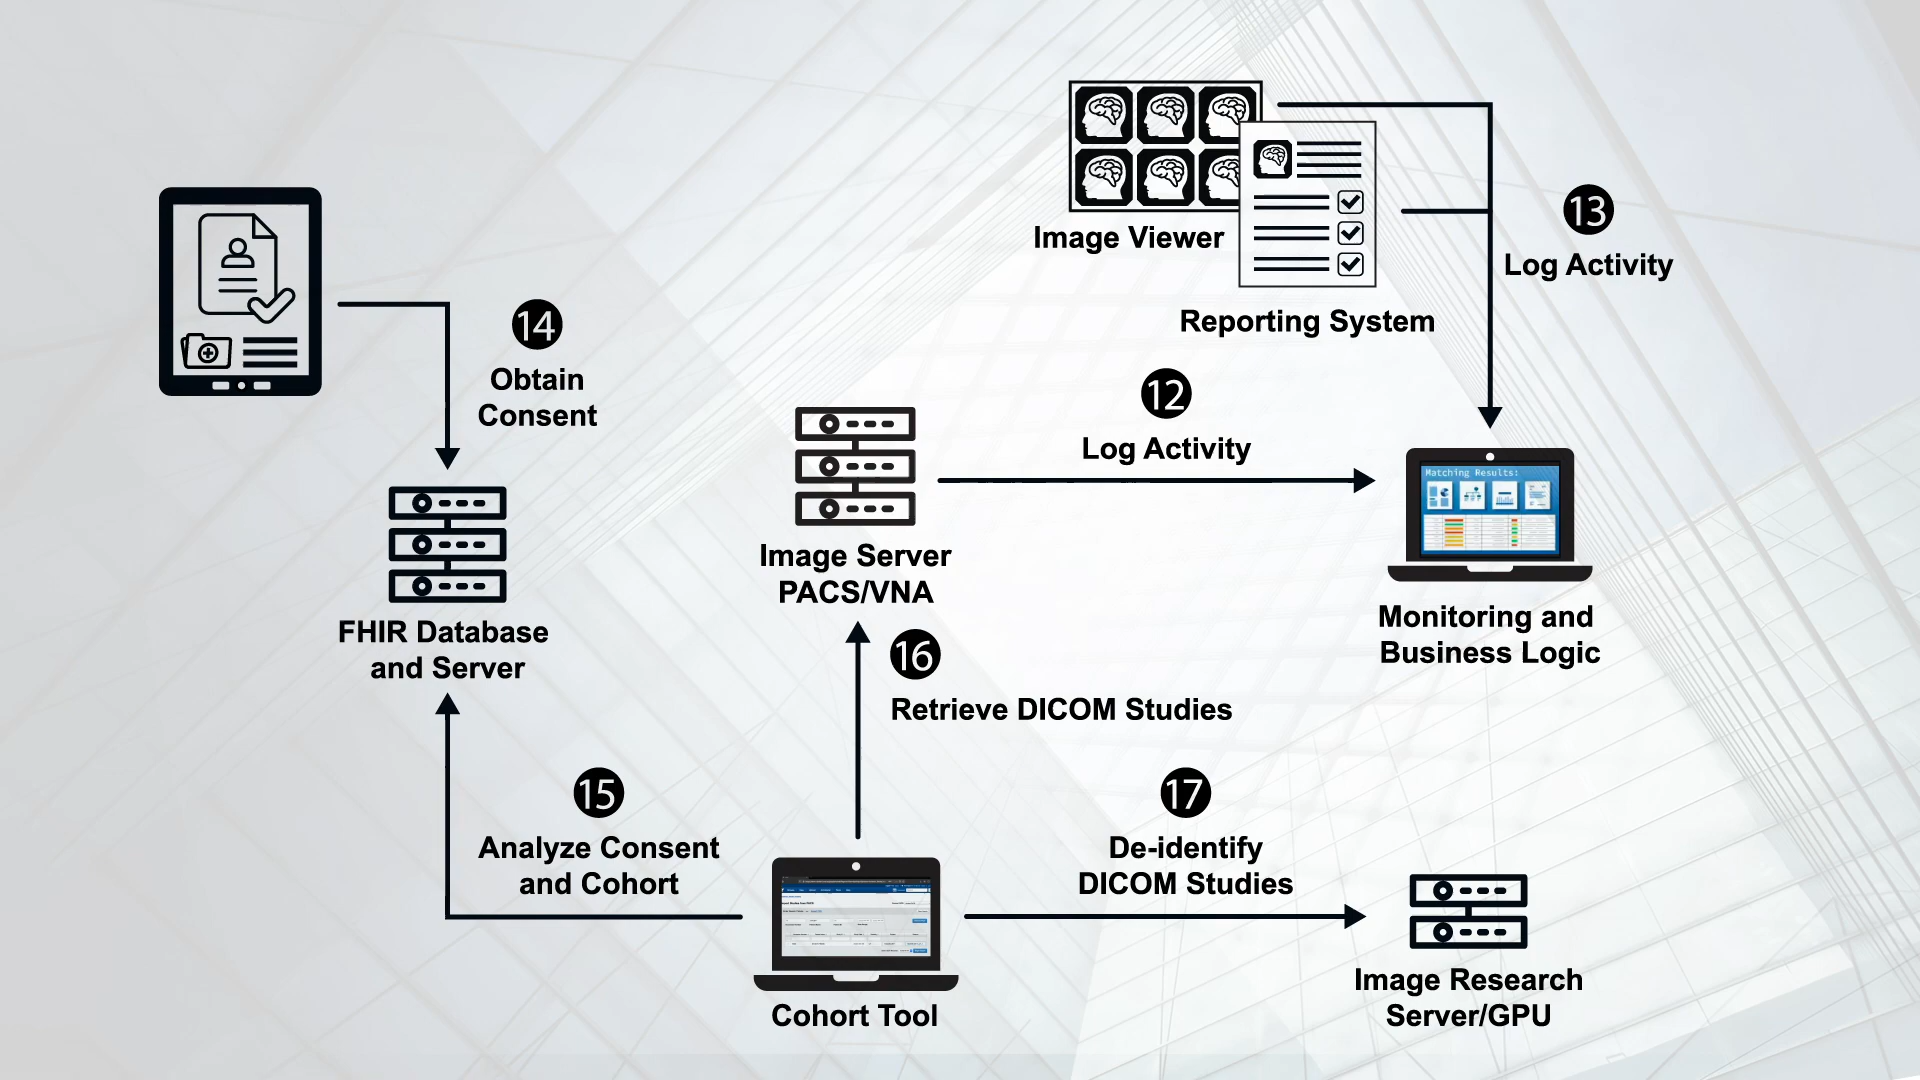 Image Viewer
Reporting System
13
Log Activity
14
Obtain
Consent
12
Log Activity
Matching Results:
Image Server
PACS/VNA
FHIR Database
and Server
Monitoring and
Business Logic
16
Retrieve DICOM Studies
15
Analyze Consent
and Cohort
17
De-identify
DICOM Studies
Cohort Tool
Image Research
Server/GPU